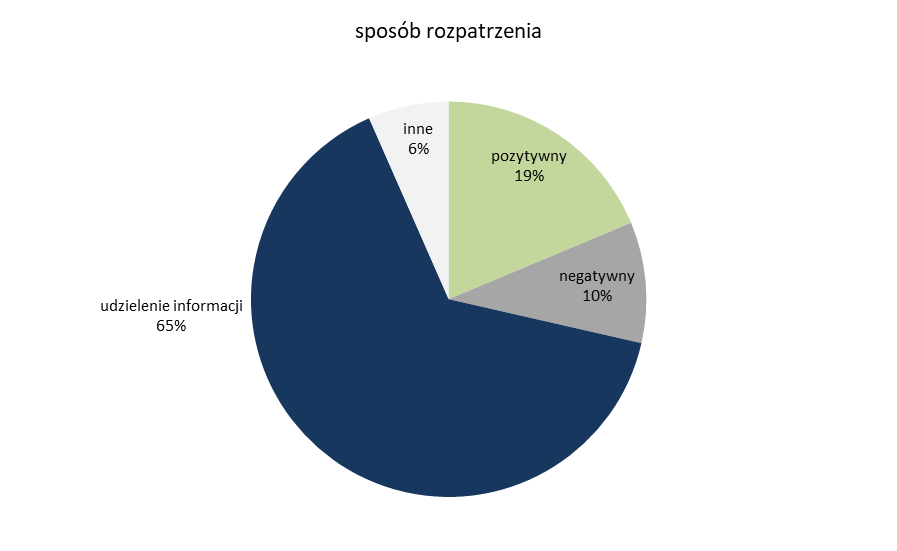 sposób rozpatrzenia
inne
6%
pozytywny
19%
negatywny
10%
udzielenie informacji
65%